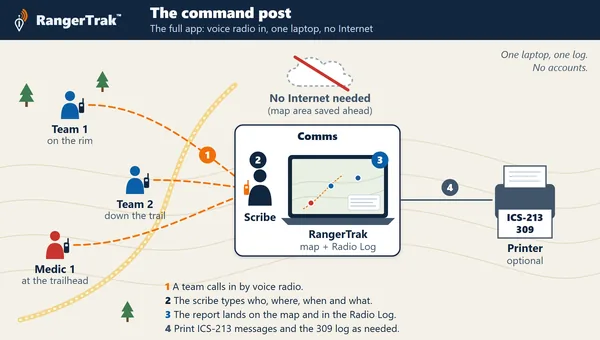 RangerTrak™
The command post
The full app: voice radio in, one laptop, no Internet
One laptop, one log.
No accounts.
No Internet needed
(map area saved ahead)
Team 1
on the rim
Team 2
down the trail
Medic 1
at the trailhead
1
Comms
2
3
Scribe
RangerTrak
map + Radio Log
4
ICS-213
309
Printer
optional
1 A team calls in by voice radio.
2 The scribe types who, where, when and what.
3 The report lands on the map and in the Radio Log.
4 Print ICS-213 messages and the 309 log as needed.